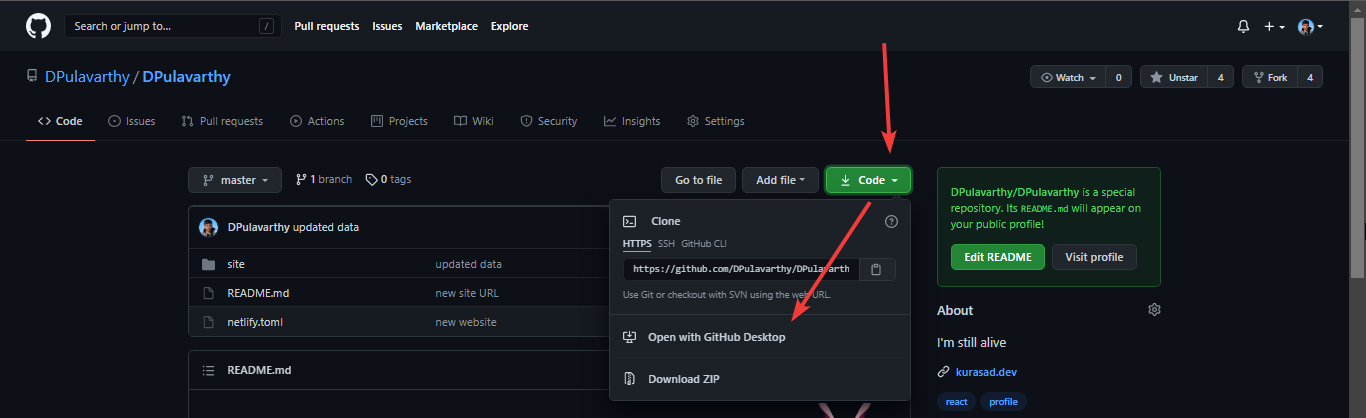 Search or jump to... / Pull requests Issues Marketplace Explore
DPulavarthy / DPulavarthy Watch 0 Unstar 4 Fork 4
Code Issues Pull requests Actions Projects Wiki Security Insights Settings
master 1 branch 0 tags Go to file Add file Code
DPulavarthy updated data
site updated data
README.md new site URL
netlify.toml new website
README.md
Clone
HTTPS SSH GitHub CLI
https://github.com/DPulavarthy/DPulavarth
Use Git or checkout with SVN using the web URL.
Open with GitHub Desktop
Download ZIP
DPulavarthy/DPulavarthy is a special
repository. Its README.md will appear on
your public profile!
Edit README Visit profile
About
I'm still alive
kurasad.dev
react profile